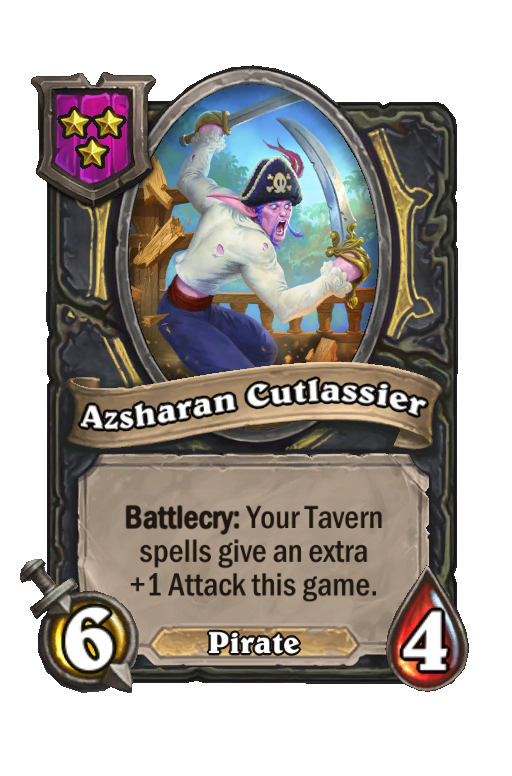 Azsharan Cutlassier
Battlecry: Your Tavern
spells give an extra
+1 Attack this game.
6
Pirate
4